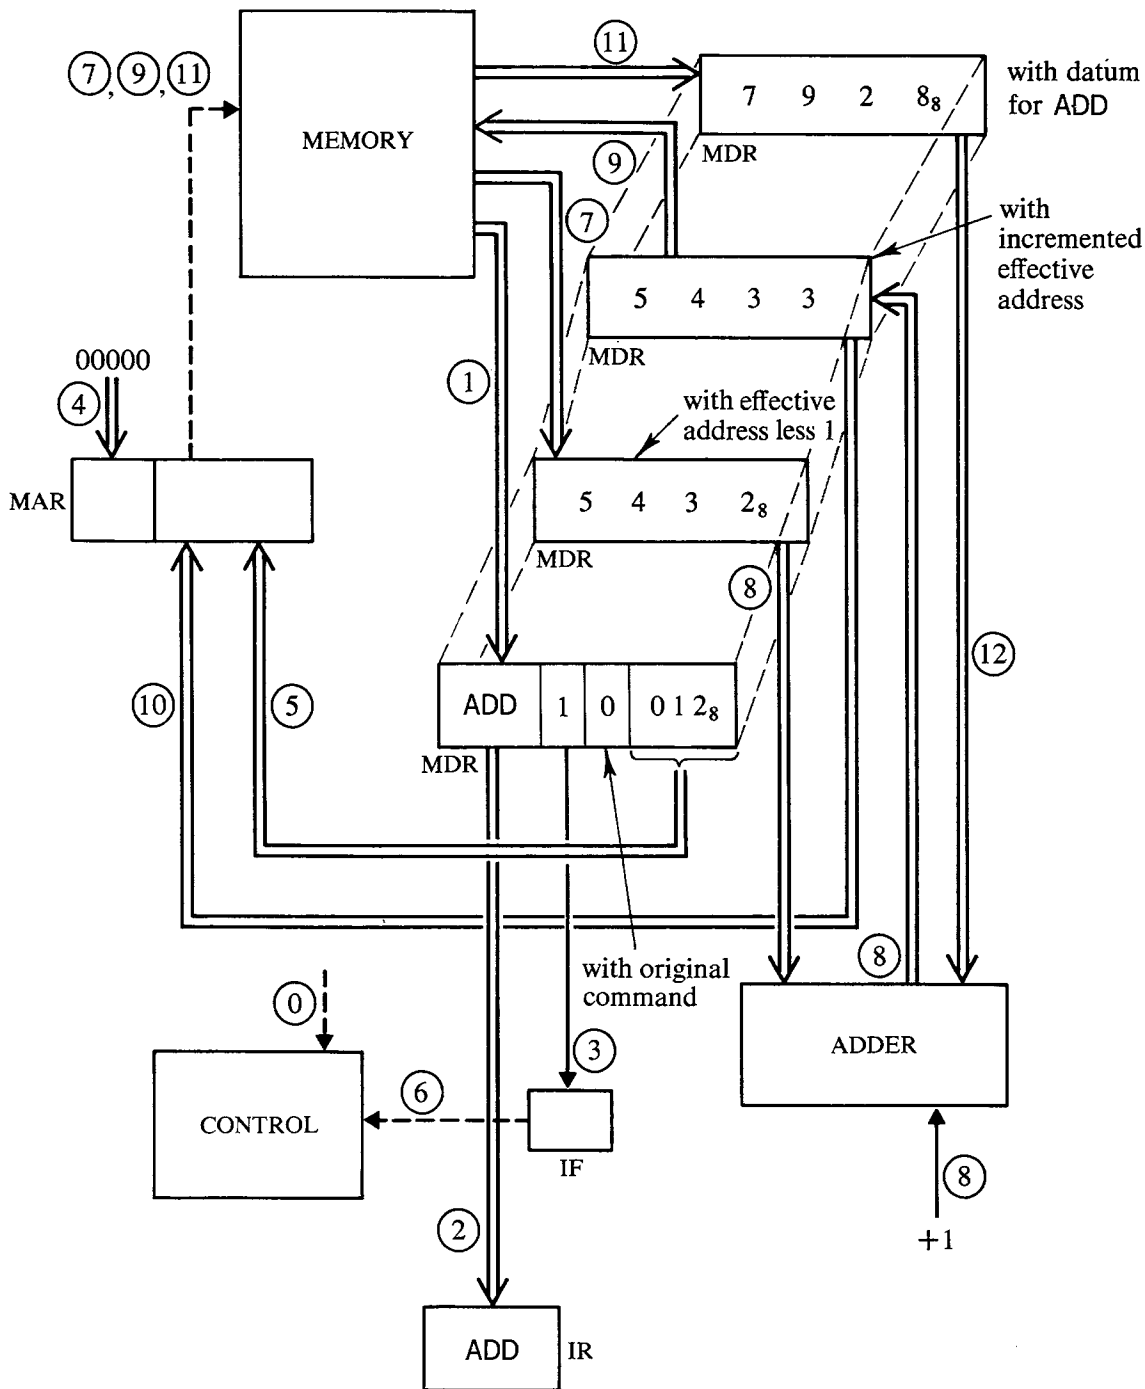 11
7, 9, 11
7 9 2 8₈
with datum
for ADD
MEMORY
MDR
9
7
with
incremented
effective
address
5 4 3 3
MDR
00000
4
1
with effective
address less 1
MAR
5 4 3 2₈
MDR
8
12
10
5
ADD 1 0 0 1 2₈
MDR
with original
command
8
0
3
ADDER
6
CONTROL
IF
8
+1
2
ADD
IR